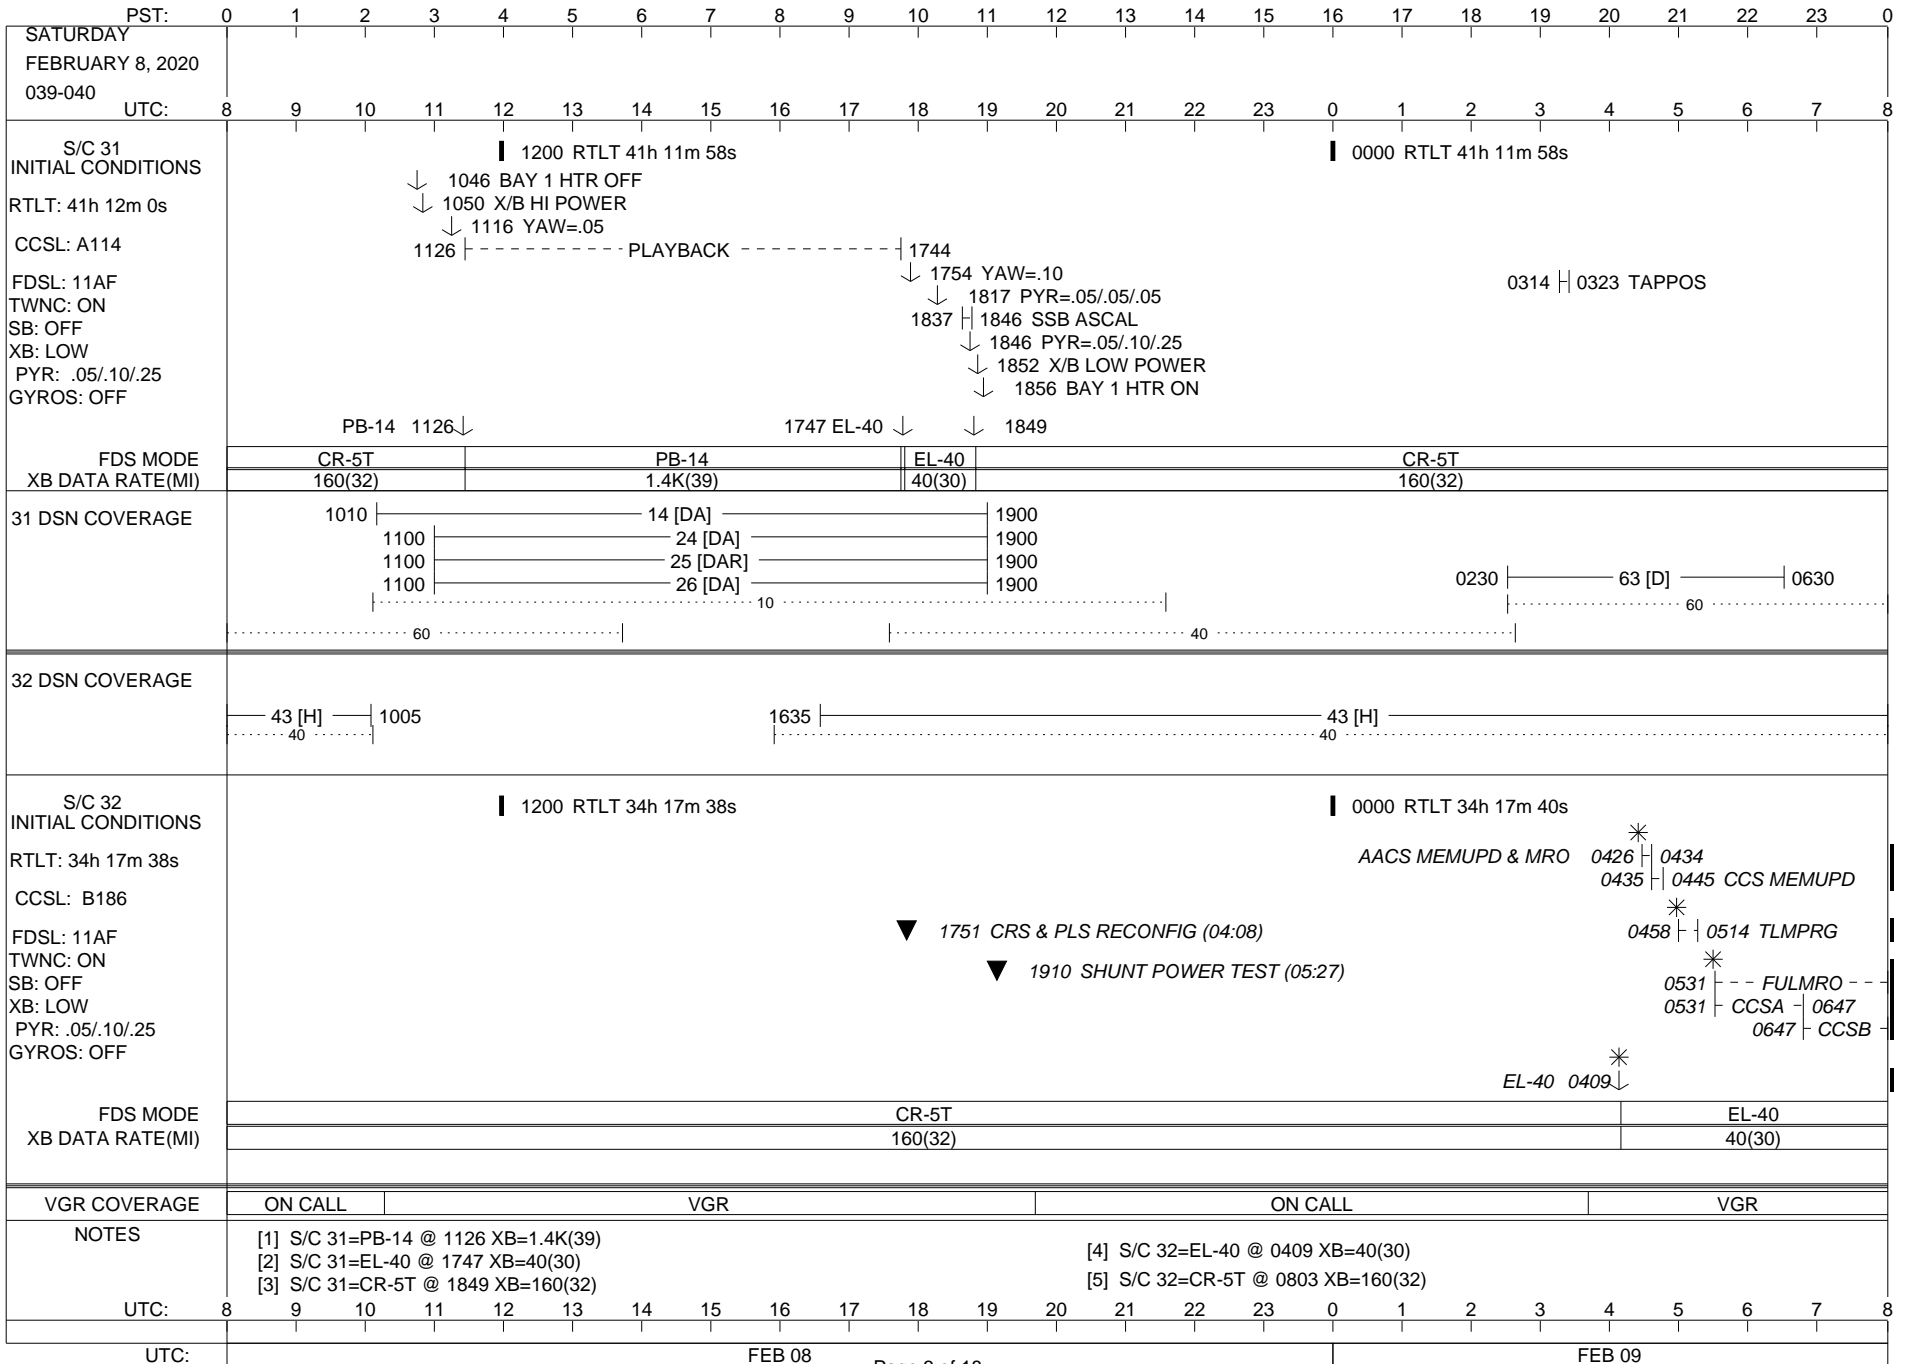 PST: 0 1 2 3 4 5 6 7 8 9 10 11 12 13 14 15 16 17 18 19 20 21 22 23 0
SATURDAY
FEBRUARY 8, 2020
039-040
UTC: 8 9 10 11 12 13 14 15 16 17 18 19 20 21 22 23 0 1 2 3 4 5 6 7 8
S/C 31
INITIAL CONDITIONS
RTLT: 41h 12m 0s
CCSL: A114
FDSL: 11AF
TWNC: ON
SB: OFF
XB: LOW
PYR: .05/.10/.25
GYROS: OFF
1200 RTLT 41h 11m 58s
0000 RTLT 41h 11m 58s
1046 BAY 1 HTR OFF
1050 X/B HI POWER
1116 YAW=.05
1126 PLAYBACK 1744
1754 YAW=.10
0314 0323 TAPPOS
1817 PYR=.05/.05/.05
1837 1846 SSB ASCAL
1846 PYR=.05/.10/.25
1852 X/B LOW POWER
1856 BAY 1 HTR ON
PB-14 1126 1747 EL-40 1849
FDS MODE CR-5T PB-14 EL-40 CR-5T
XB DATA RATE(MI) 160(32) 1.4K(39) 40(30) 160(32)
31 DSN COVERAGE
1010 14 [DA] 1900
1100 24 [DA] 1900
1100 25 [DAR] 1900
1100 26 [DA] 1900
0230 63 [D] 0630
10 60
60 40
32 DSN COVERAGE
43 [H] 1005 1635 43 [H]
40 40
S/C 32
INITIAL CONDITIONS
RTLT: 34h 17m 38s
CCSL: B186
FDSL: 11AF
TWNC: ON
SB: OFF
XB: LOW
PYR: .05/.10/.25
GYROS: OFF
1200 RTLT 34h 17m 38s
0000 RTLT 34h 17m 40s
AACS MEMUPD & MRO 0426 0434
0435 0445 CCS MEMUPD
1751 CRS & PLS RECONFIG (04:08)
0458 0514 TLMPRG
1910 SHUNT POWER TEST (05:27)
0531 FULMRO
0531 CCSA 0647
0647 CCSB
EL-40 0409
FDS MODE CR-5T EL-40
XB DATA RATE(MI) 160(32) 40(30)
VGR COVERAGE ON CALL VGR ON CALL VGR
NOTES
[1] S/C 31=PB-14 @ 1126 XB=1.4K(39)
[2] S/C 31=EL-40 @ 1747 XB=40(30)
[3] S/C 31=CR-5T @ 1849 XB=160(32)
[4] S/C 32=EL-40 @ 0409 XB=40(30)
[5] S/C 32=CR-5T @ 0803 XB=160(32)
UTC: 8 9 10 11 12 13 14 15 16 17 18 19 20 21 22 23 0 1 2 3 4 5 6 7 8
UTC: FEB 08 FEB 09